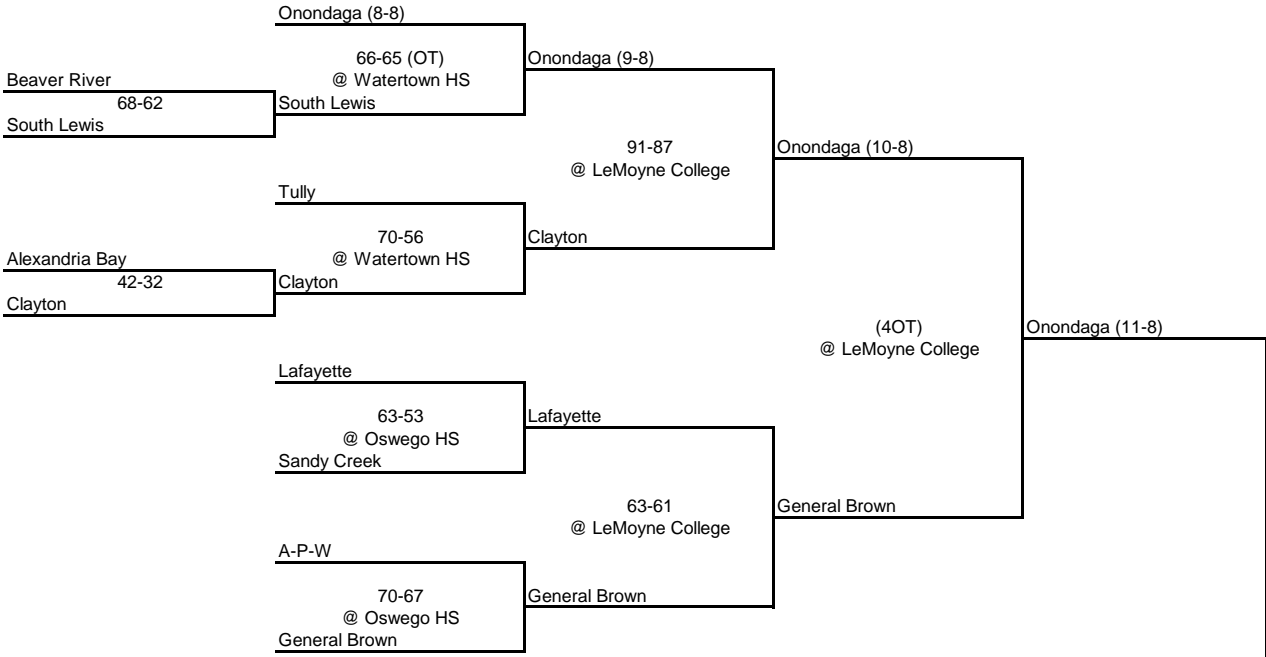 Onondaga (8-8)
66-65 (OT)
@ Watertown HS
Onondaga (9-8)
Beaver River
68-62
South Lewis
South Lewis
91-87
@ LeMoyne College
Onondaga (10-8)
Tully
70-56
@ Watertown HS
Clayton
Alexandria Bay
42-32
Clayton
Clayton
(4OT)
@ LeMoyne College
Onondaga (11-8)
Lafayette
63-53
@ Oswego HS
Lafayette
Sandy Creek
63-61
@ LeMoyne College
General Brown
A-P-W
70-67
@ Oswego HS
General Brown
General Brown